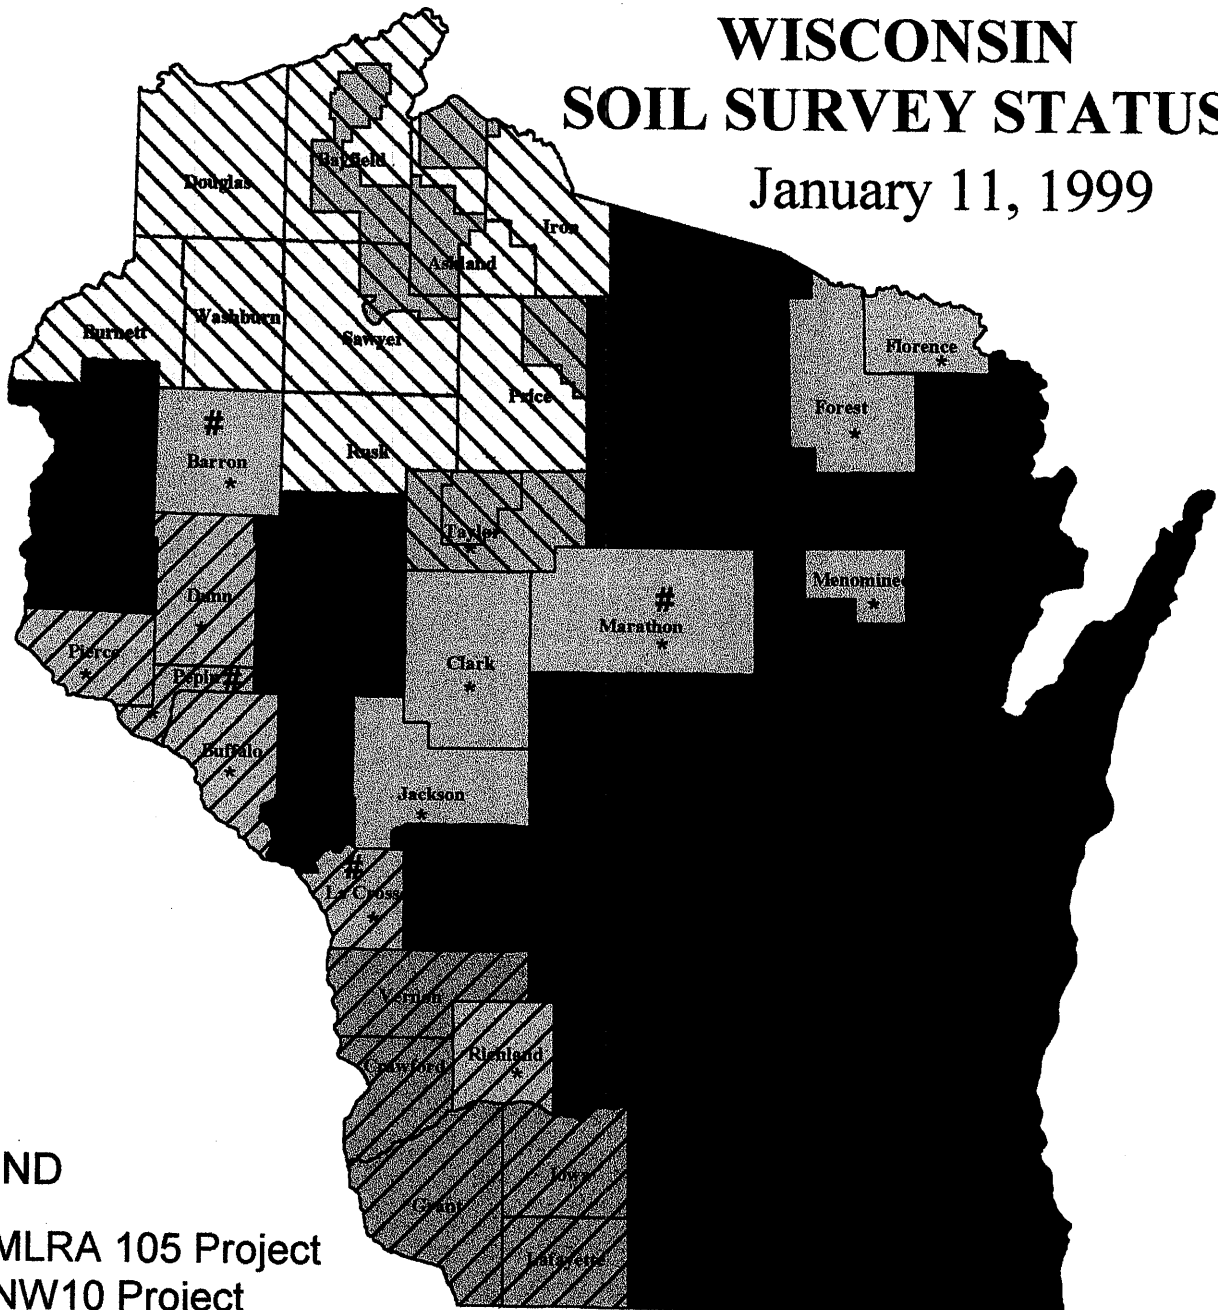 WISCONSIN
SOIL SURVEY STATUS
January 11, 1999
Bayfield
Douglas
Iron
Ashland
Burnett
Washburn
Sawyer
Florence
*
Price
Forest
*
#
Barron
*
Rusk
Taylor
*
Menominee
*
Dunn
*
#
Marathon
*
Pierce
*
Clark
*
Pepin #
*
Buffalo
*
Jackson
*
#
La Crosse
*
Vernon
Richland
*
Crawford
Iowa
Grant
Lafayette
ND
MLRA 105 Project
NW10 Project